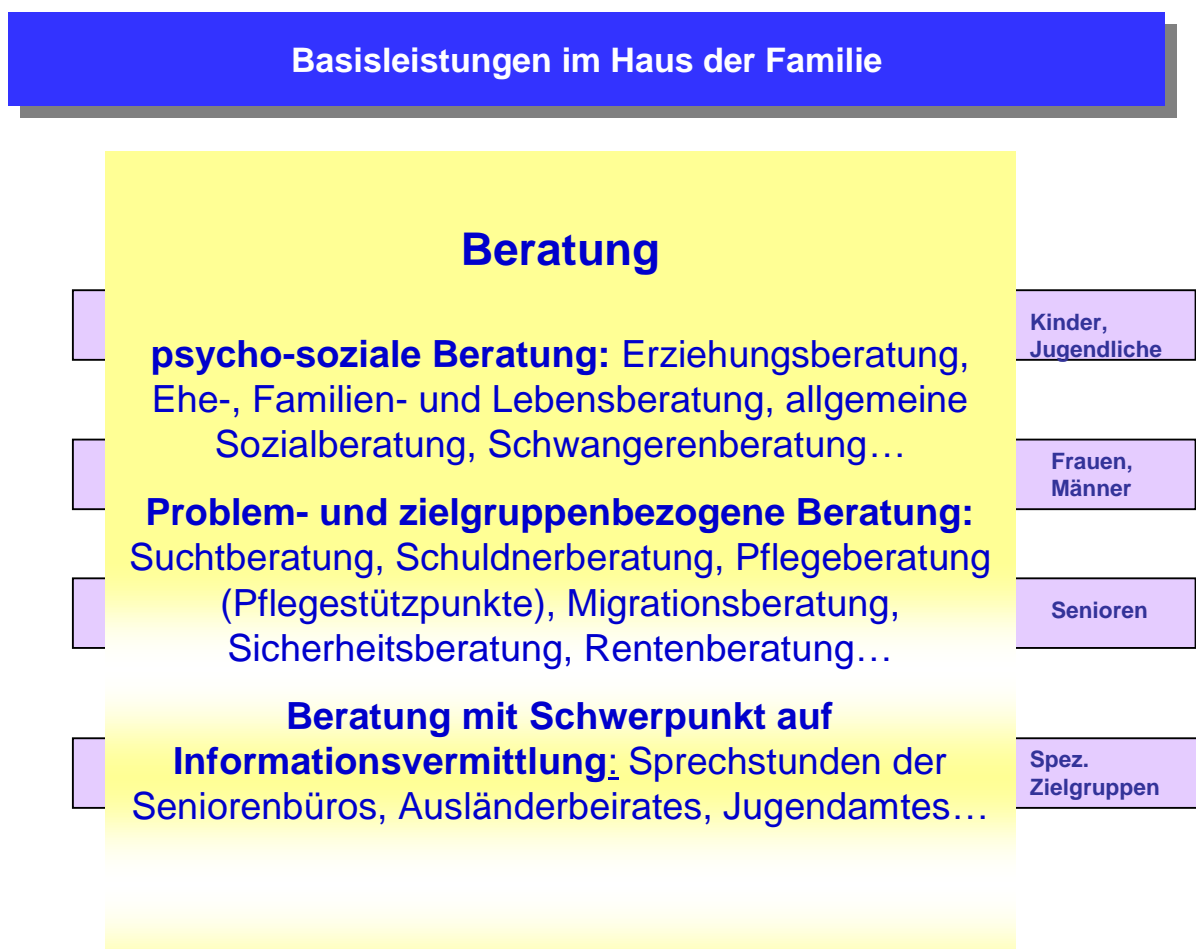 Basisleistungen im Haus der Familie
Beratung
psycho-soziale Beratung: Erziehungsberatung,
Ehe-, Familien- und Lebensberatung, allgemeine
Sozialberatung, Schwangerenberatung…
Problem- und zielgruppenbezogene Beratung:
Suchtberatung, Schuldnerberatung, Pflegeberatung
(Pflegestützpunkte), Migrationsberatung,
Sicherheitsberatung, Rentenberatung…
Beratung mit Schwerpunkt auf
Informationsvermittlung: Sprechstunden der
Seniorenbüros, Ausländerbeirates, Jugendamtes…
Kinder,
Jugendliche
Frauen,
Männer
Senioren
Spez.
Zielgruppen